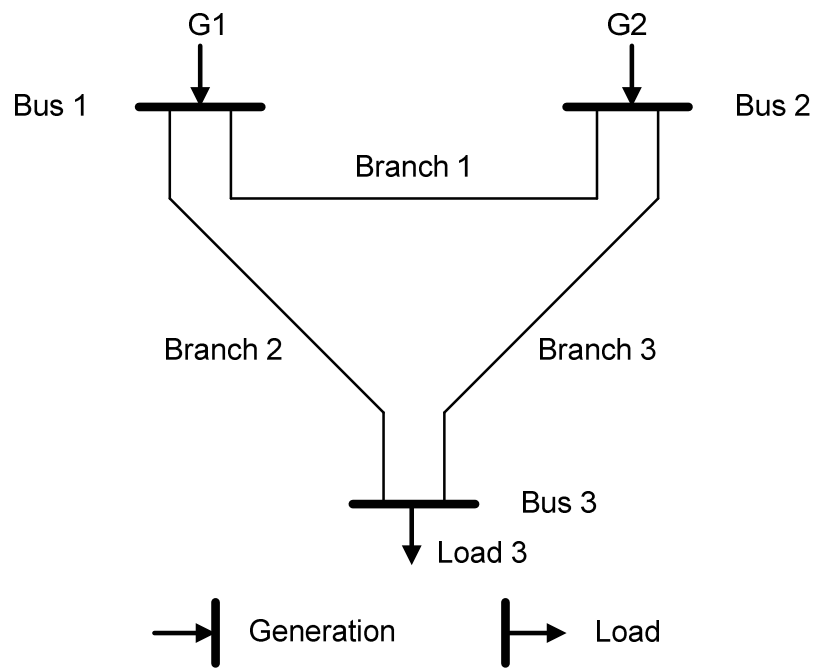 G1
G2
Bus 1
Bus 2
Branch 1
Branch 2
Branch 3
Bus 3
Load 3
Generation
Load